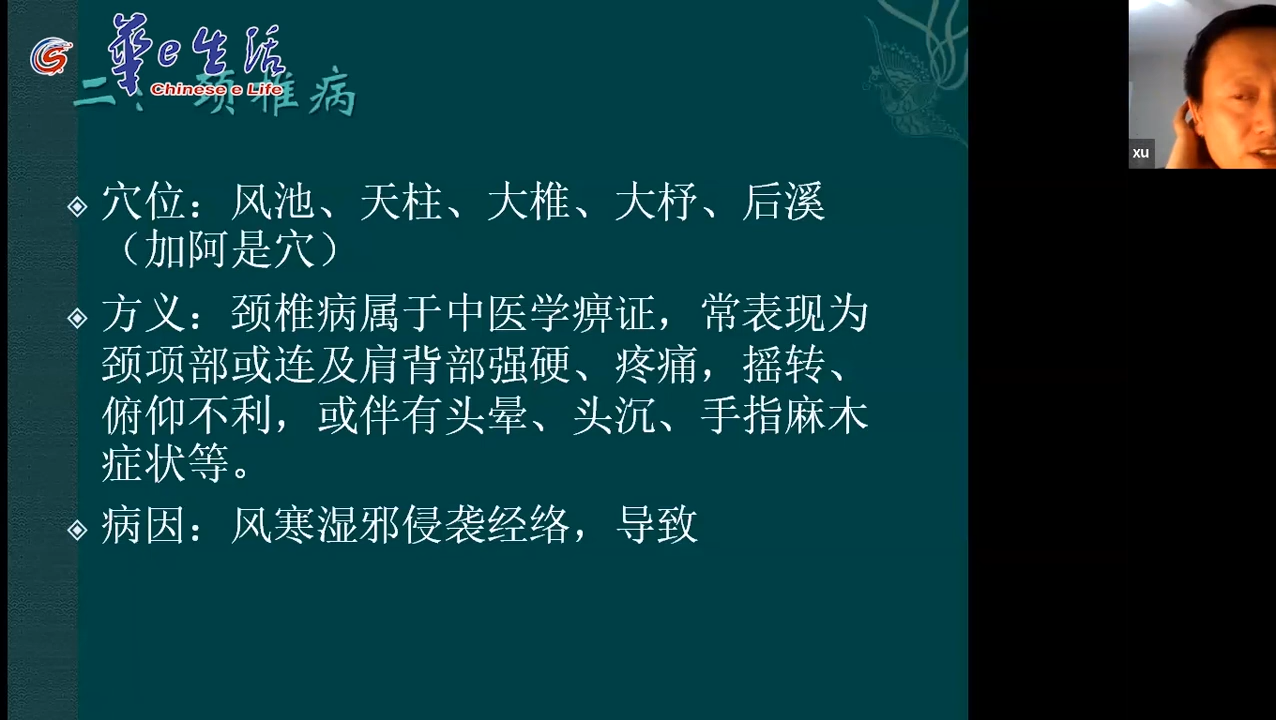 華e生活
Chinese e Life
二、颈椎病
xu
穴位：风池、天柱、大椎、大杼、后溪
（加阿是穴）
方义：颈椎病属于中医学痹证，常表现为
颈项部或连及肩背部强硬、疼痛，摇转、
俯仰不利，或伴有头晕、头沉、手指麻木
症状等。
病因：风寒湿邪侵袭经络，导致